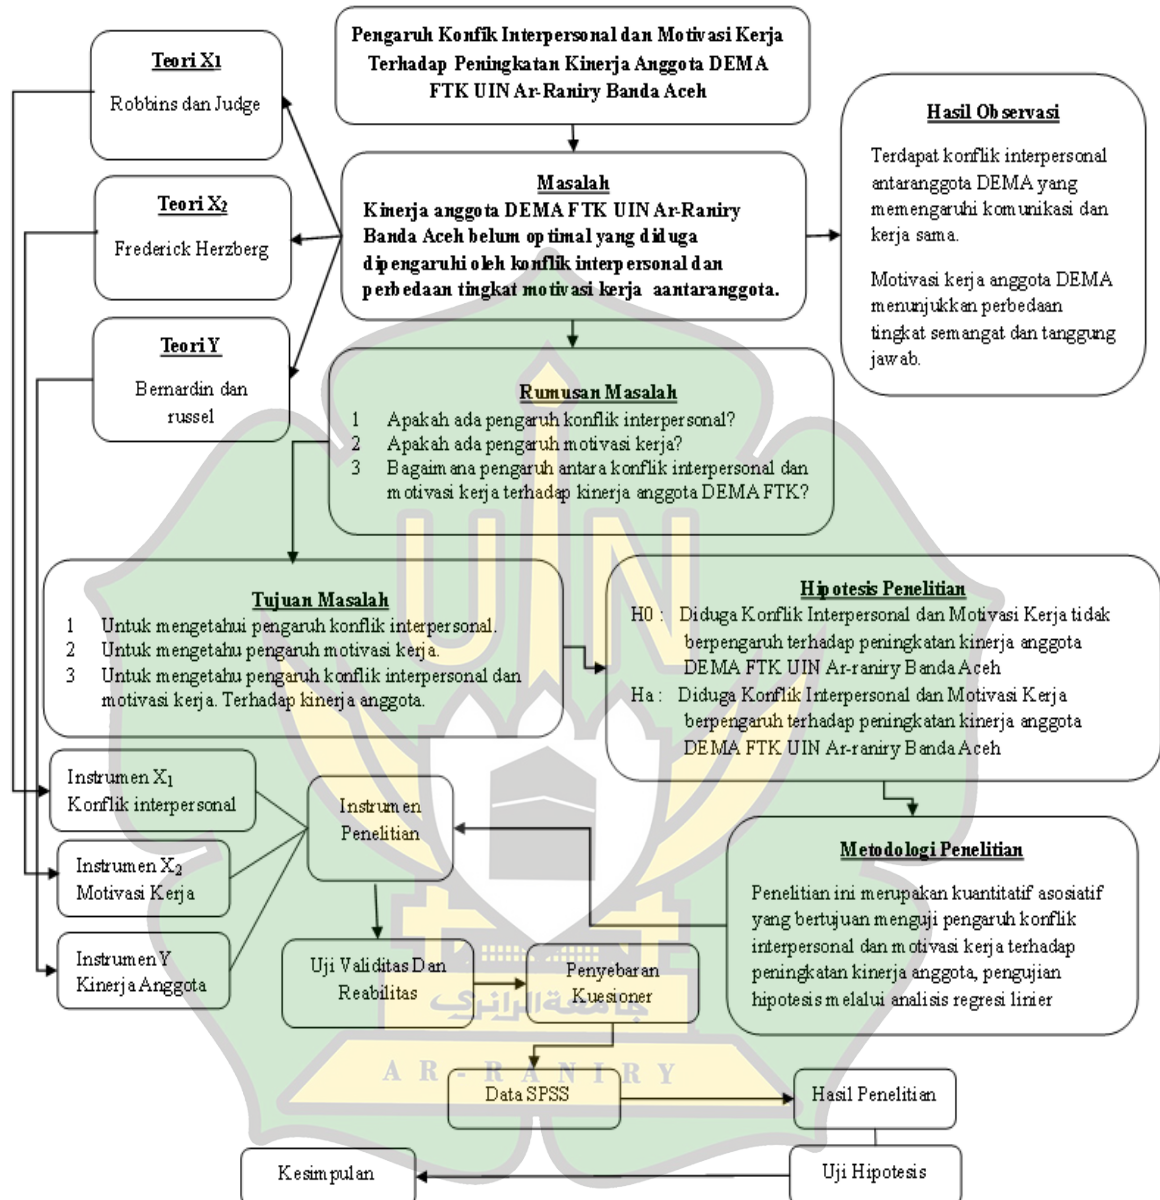 Pengaruh Konfik Interpersonal dan Motivasi Kerja
Terhadap Peningkatan Kinerja Anggota DEMA
FTK UIN Ar-Raniry Banda Aceh
Teori X1
Robbins dan Judge
Teori X2
Frederick Herzberg
Teori Y
Bernardin dan
russel
Masalah
Kinerja anggota DEMA FTK UIN Ar-Raniry
Banda Aceh belum optimal yang diduga
dipengaruhi oleh konflik interpersonal dan
perbedaan tingkat motivasi kerja aantaranggota.
Hasil Observasi
Terdapat konflik interpersonal
antaranggota DEMA yang
memengaruhi komunikasi dan
kerja sama.
Motivasi kerja anggota DEMA
menunjukkan perbedaan
tingkat semangat dan tanggung
jawab.
Rumusan Masalah
1 Apakah ada pengaruh konflik interpersonal?
2 Apakah ada pengaruh motivasi kerja?
3 Bagaimana pengaruh antara konflik interpersonal dan
motivasi kerja terhadap kinerja anggota DEMA FTK?
UIN
Tujuan Masalah
1 Untuk mengetahui pengaruh konflik interpersonal.
2 Untuk mengetahu pengaruh motivasi kerja.
3 Untuk mengetahu pengaruh konflik interpersonal dan
motivasi kerja. Terhadap kinerja anggota.
Hipotesis Penelitian
H0 : Diduga Konflik Interpersonal dan Motivasi Kerja tidak
berpengaruh terhadap peningkatan kinerja anggota
DEMA FTK UIN Ar-raniry Banda Aceh
Ha : Diduga Konflik Interpersonal dan Motivasi Kerja
berpengaruh terhadap peningkatan kinerja anggota
DEMA FTK UIN Ar-raniry Banda Aceh
Instrumen X1
Konflik interpersonal
Instrumen X2
Motivasi Kerja
Instrumen Y
Kinerja Anggota
Instrumen
Penelitian
Metodologi Penelitian
Penelitian ini merupakan kuantitatif asosiatif
yang bertujuan menguji pengaruh konflik
interpersonal dan motivasi kerja terhadap
peningkatan kinerja anggota, pengujian
hipotesis melalui analisis regresi linier
Uji Validitas Dan
Reabilitas
Penyebaran
Kuesioner
جامعة الرانري
AR-RANIRY
Data SPSS
Hasil Penelitian
Uji Hipotesis
Kesimpulan